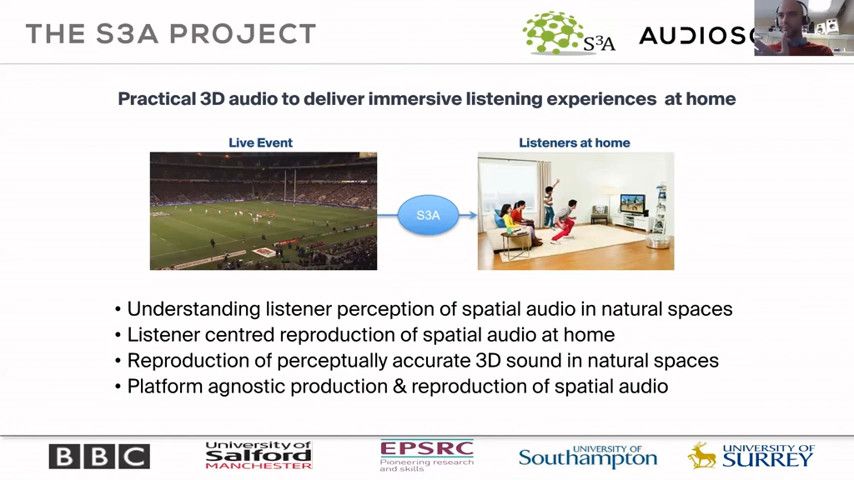 THE S3A PROJECT
S³A
AUDIOSC
Practical 3D audio to deliver immersive listening experiences at home
Live Event
Listeners at home
S3A
• Understanding listener perception of spatial audio in natural spaces
• Listener centred reproduction of spatial audio at home
• Reproduction of perceptually accurate 3D sound in natural spaces
• Platform agnostic production & reproduction of spatial audio
BBC
University of
Salford
MANCHESTER
EPSRC
Pioneering research
and skills
UNIVERSITY OF
Southampton
UNIVERSITY OF
SURREY